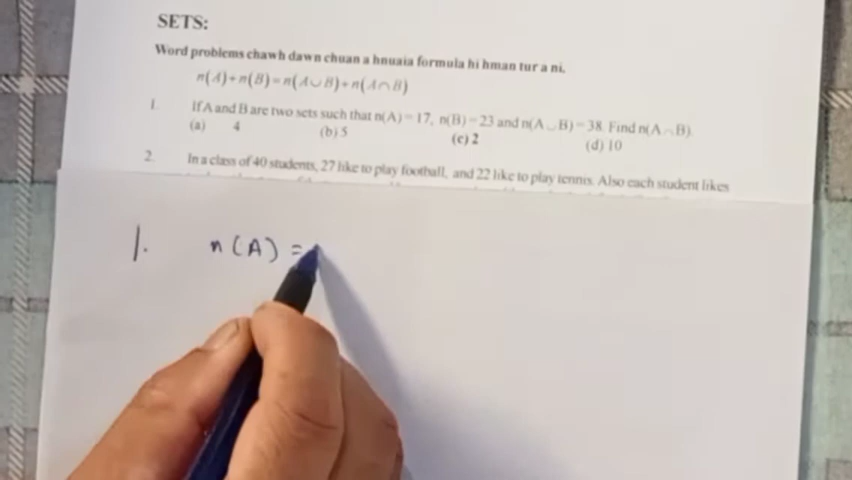 SETS:
Word problems chawh dawn chuan a hnuaia formula hi hman tur a ni.
n(A)+n(B)=n(A∪B)+n(A∩B)
1. If A and B are two sets such that n(A)=17, n(B)=23 and n(A∪B)=38. Find n(A∩B).
(a) 4 (b) 5 (c) 2 (d) 10
2. In a class of 40 students, 27 like to play football, and 22 like to play tennis. Also each student likes
1. n(A) =